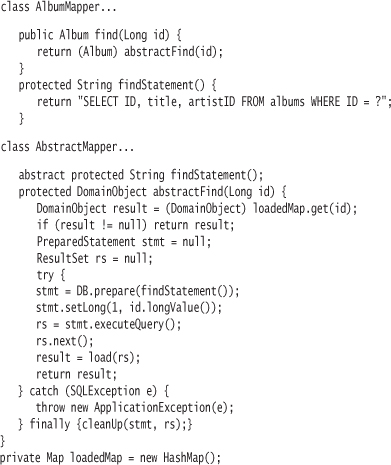 class AlbumMapper...
public Album find(Long id) {
return (Album) abstractFind(id);
}
protected String findStatement() {
return "SELECT ID, title, artistID FROM albums WHERE ID = ?";
}
class AbstractMapper...
abstract protected String findStatement();
protected DomainObject abstractFind(Long id) {
DomainObject result = (DomainObject) loadedMap.get(id);
if (result != null) return result;
PreparedStatement stmt = null;
ResultSet rs = null;
try {
stmt = DB.prepare(findStatement());
stmt.setLong(1, id.longValue());
rs = stmt.executeQuery();
rs.next();
result = load(rs);
return result;
} catch (SQLException e) {
throw new ApplicationException(e);
} finally {cleanUp(stmt, rs);}
}
private Map loadedMap = new HashMap();